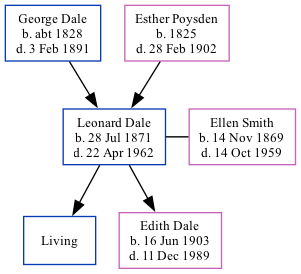 George Dale
b. abt 1828
d. 3 Feb 1891
Esther Poysden
b. 1825
d. 28 Feb 1902
Leonard Dale
b. 28 Jul 1871
d. 22 Apr 1962
Ellen Smith
b. 14 Nov 1869
d. 14 Oct 1959
Living
Edith Dale
b. 16 Jun 1903
d. 11 Dec 1989